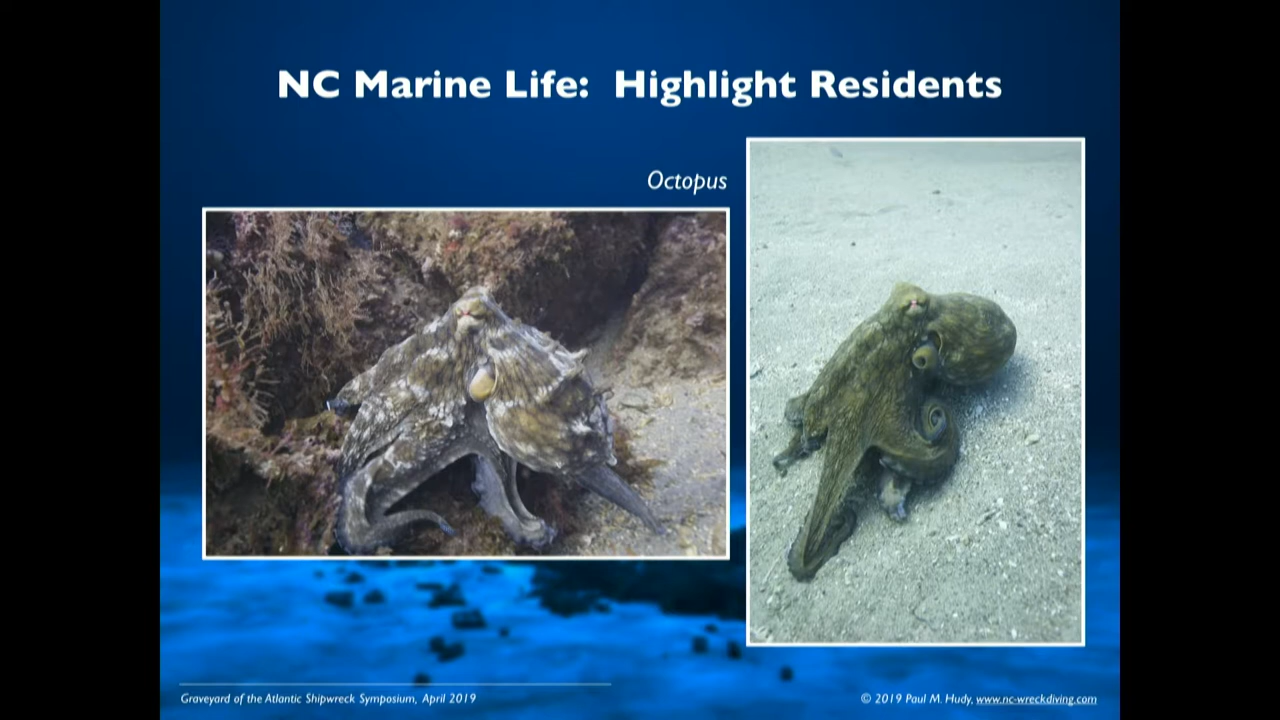 NC Marine Life: Highlight Residents
Octopus
Graveyard of the Atlantic Shipwreck Symposium, April 2019
© 2019 Paul M. Hudy, www.nc-wreckdiving.com